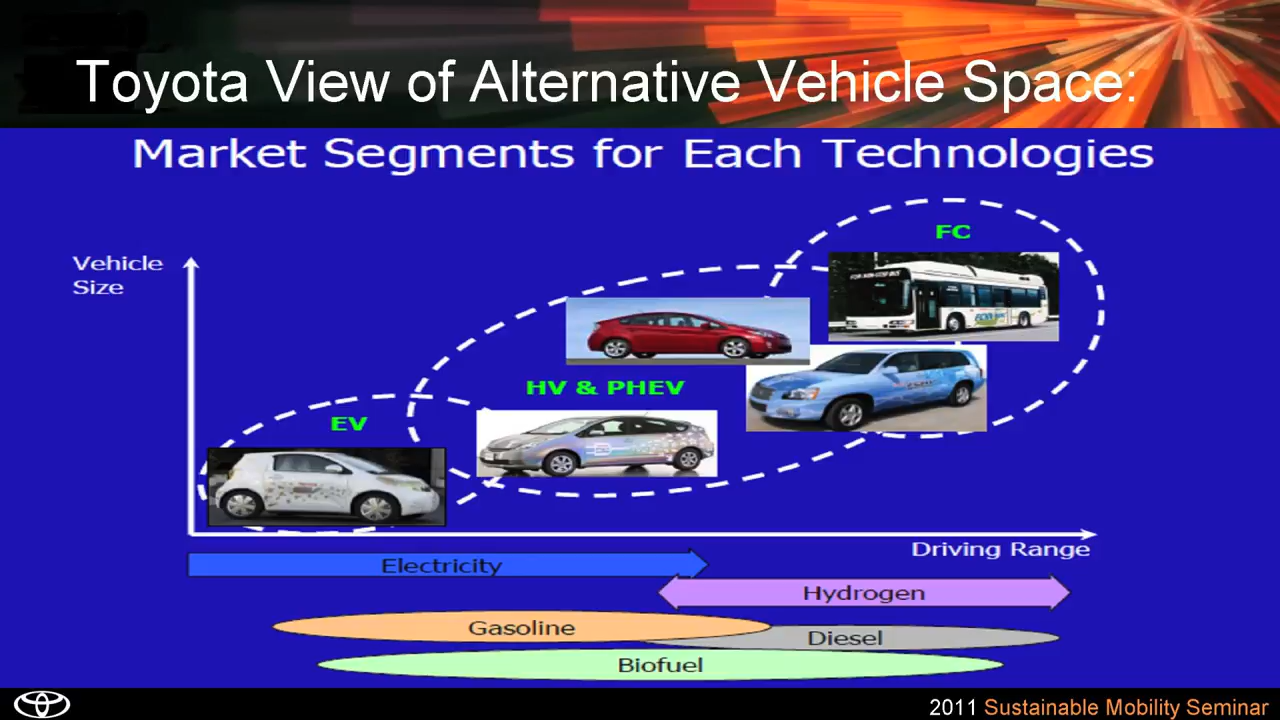 Toyota View of Alternative Vehicle Space:
Market Segments for Each Technologies
Vehicle
Size
FC
HV & PHEV
EV
Driving Range
Electricity
Hydrogen
Gasoline
Diesel
Biofuel
2011 Sustainable Mobility Seminar